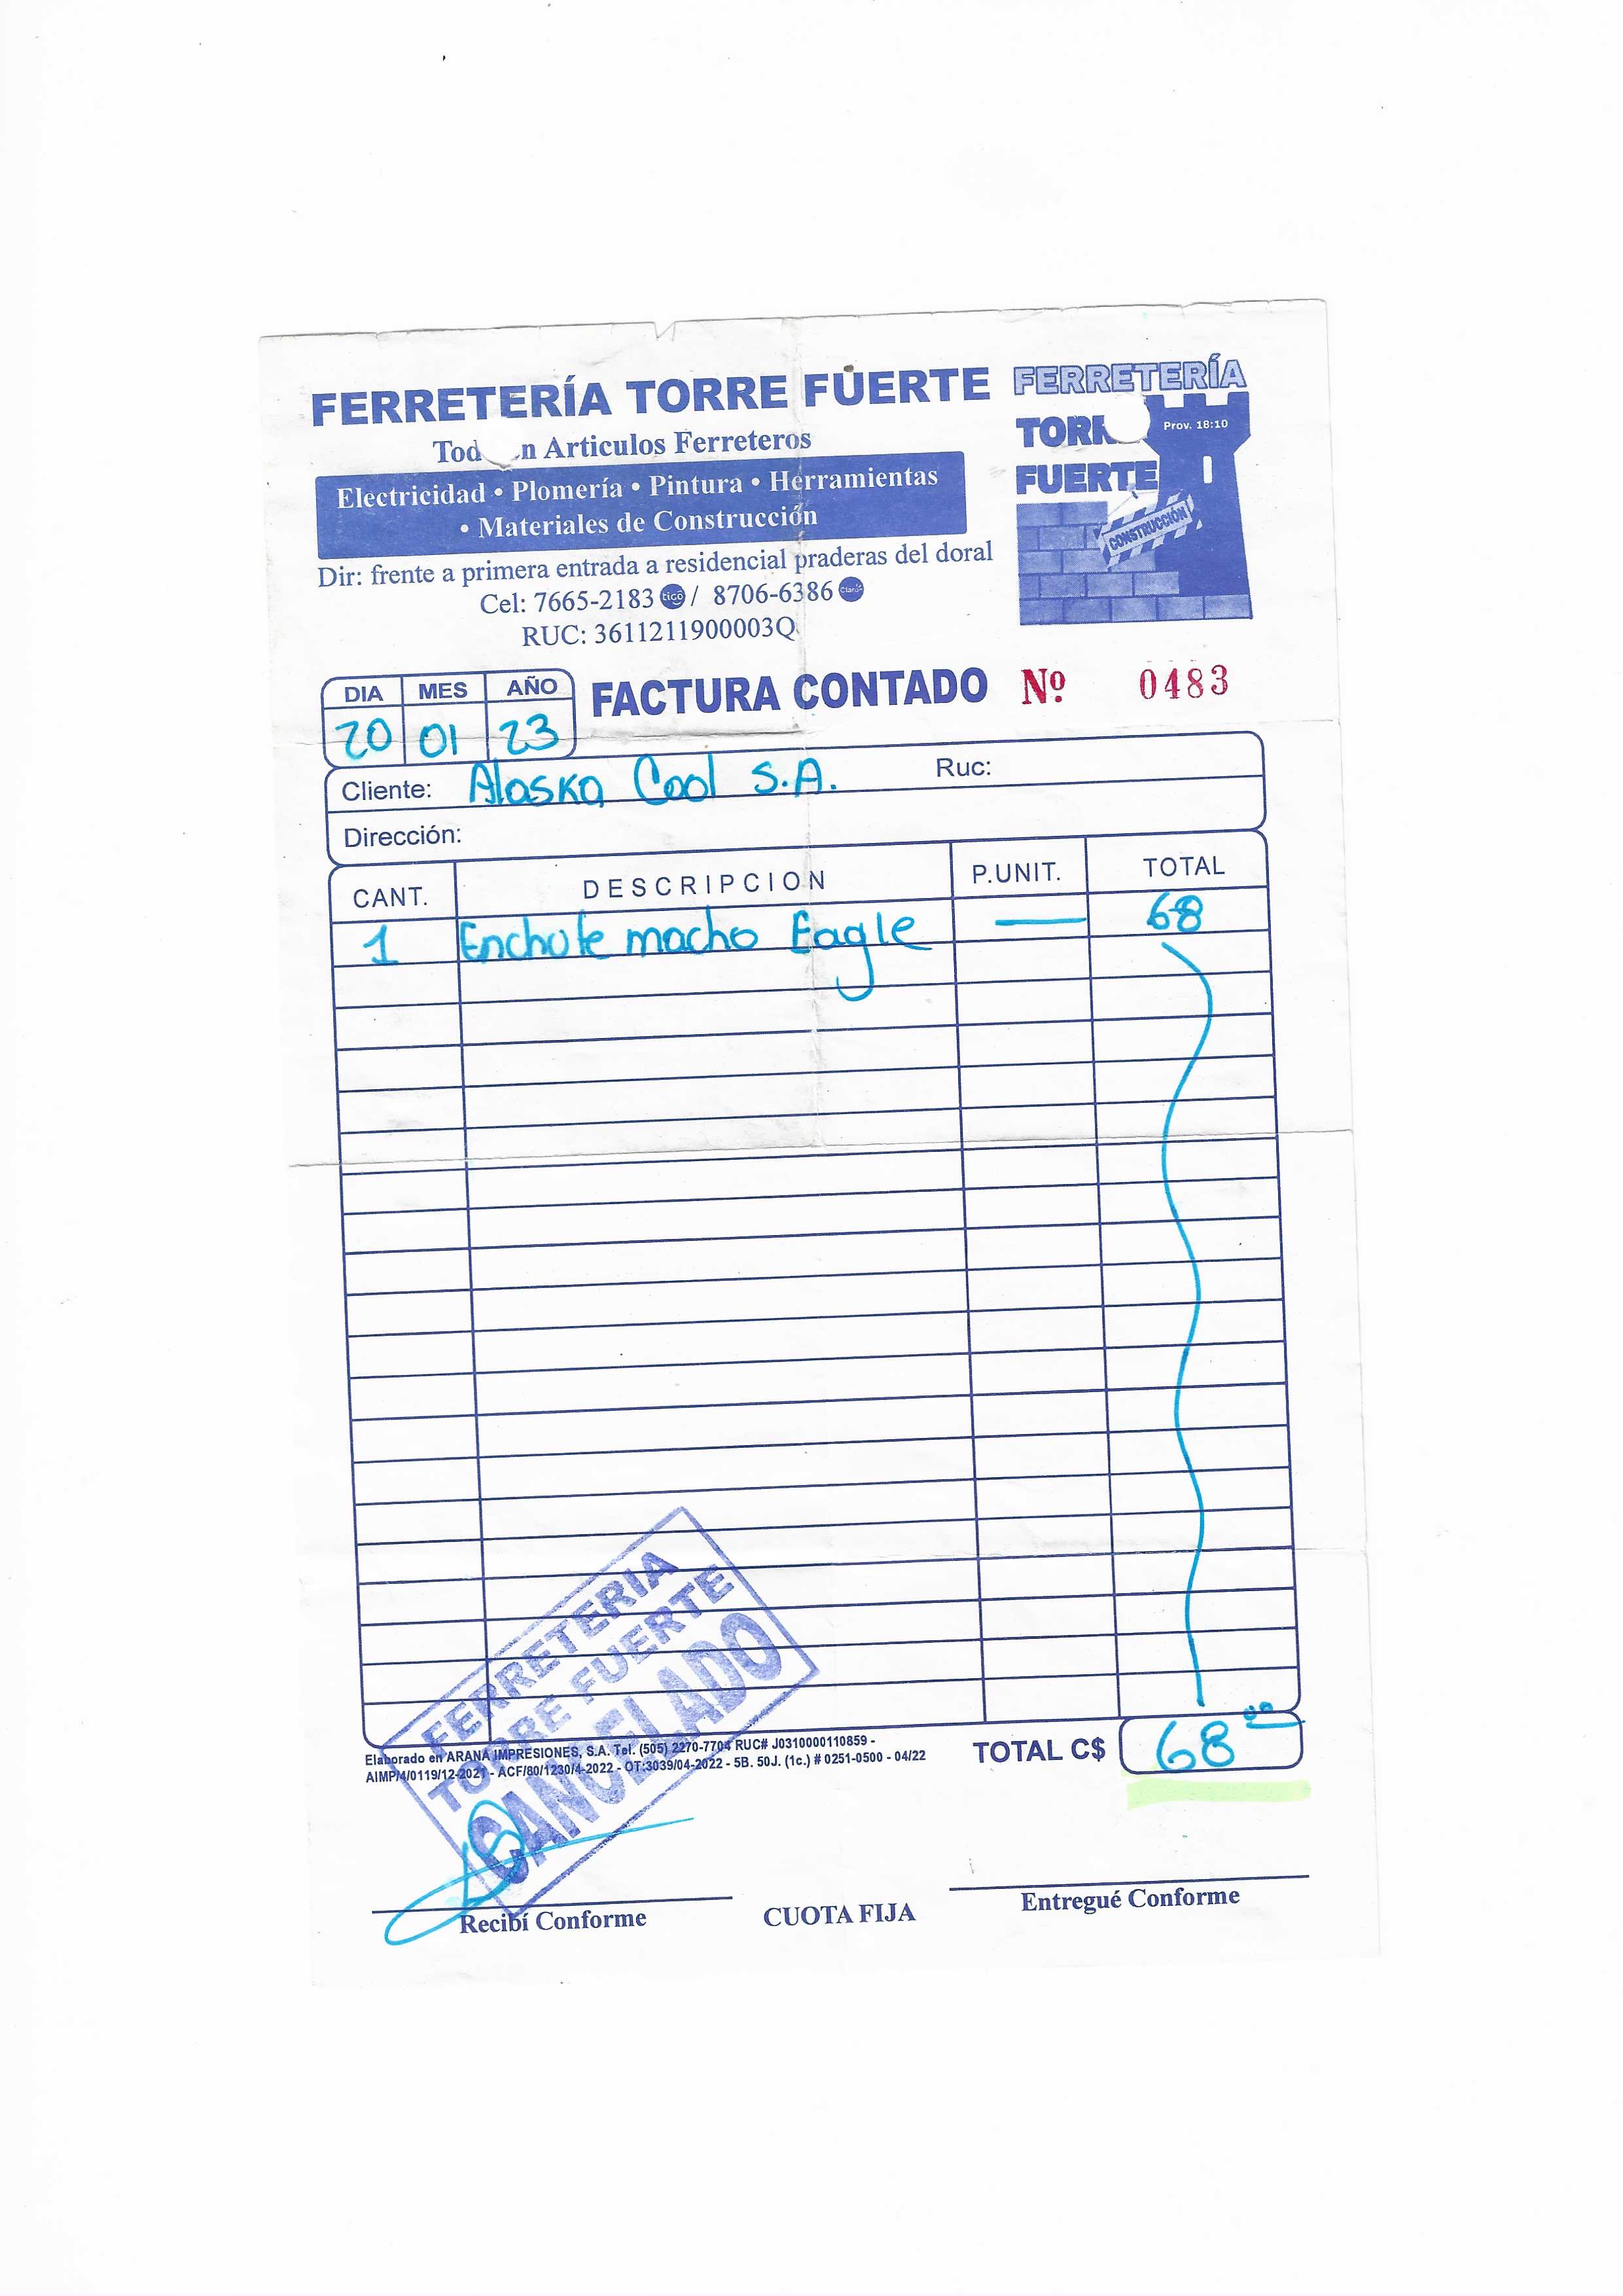 FERRETERÍA TORRE FUERTE
Tod n Articulos Ferreteros
Electricidad • Plomería • Pintura • Herramientas
• Materiales de Construcción
Dir: frente a primera entrada a residencial praderas del doral
Cel: 7665-2183 tigo / 8706-6386 Claro
RUC: 3611211900003Q
FERRETERÍA
TORR
FUERTE
Prov. 18:10
CONSTRUCCIÓN
DIA MES AÑO
20 01 23
FACTURA CONTADO Nº 0483
Cliente: Alaska Cool S.A. Ruc:
Dirección:
CANT. DESCRIPCION P.UNIT. TOTAL
1 Enchufe macho Eagle — 68
FERRETERIA
TORRE FUERTE
CANCELADO
Elaborado en ARANA IMPRESIONES, S.A. Tel. (505) 2270-7704 RUC# J0310000110859 -
AIMP/4/0119/12-2021 - ACF/80/1230/4-2022 - OT:3039/04-2022 - 5B. 50J. (1c.) # 0251-0500 - 04/22
TOTAL C$ 68 00
Recibí Conforme CUOTA FIJA Entregué Conforme